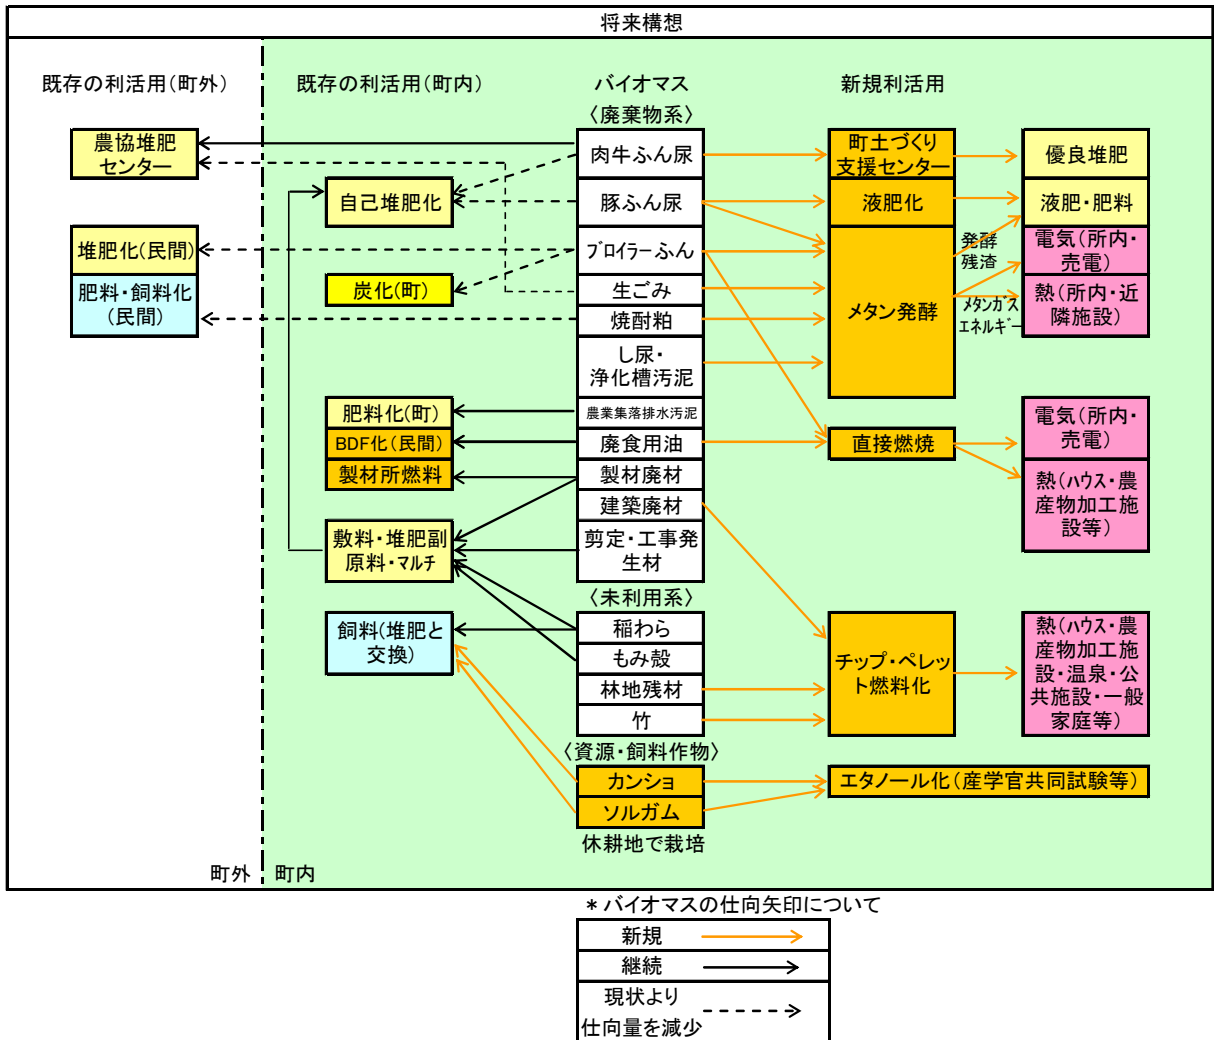 将来構想
既存の利活用(町外)
既存の利活用(町内)
バイオマス
新規利活用
〈廃棄物系〉
農協堆肥
センター
肉牛ふん尿
町土づくり
支援センター
優良堆肥
自己堆肥化
豚ふん尿
液肥化
液肥・肥料
堆肥化(民間)
ブロイラーふん
発酵
残渣
電気(所内・
売電)
肥料・飼料化
(民間)
炭化(町)
生ごみ
メタン発酵
メタンガス
エネルギー
熱(所内・近
隣施設)
焼酎粕
し尿・
浄化槽汚泥
肥料化(町)
農業集落排水汚泥
電気(所内・
売電)
BDF化(民間)
廃食用油
直接燃焼
製材所燃料
製材廃材
熱(ハウス・農
産物加工施
設等)
建築廃材
敷料・堆肥副
原料・マルチ
剪定・工事発
生材
〈未利用系〉
飼料(堆肥と
交換)
稲わら
もみ殻
林地残材
竹
チップ・ペレッ
ト燃料化
熱(ハウス・農
産物加工施
設・温泉・公
共施設・一般
家庭等)
〈資源・飼料作物〉
カンショ
エタノール化(産学官共同試験等)
ソルガム
休耕地で栽培
町外
町内
*バイオマスの仕向矢印について
新規
継続
現状より
仕向量を減少